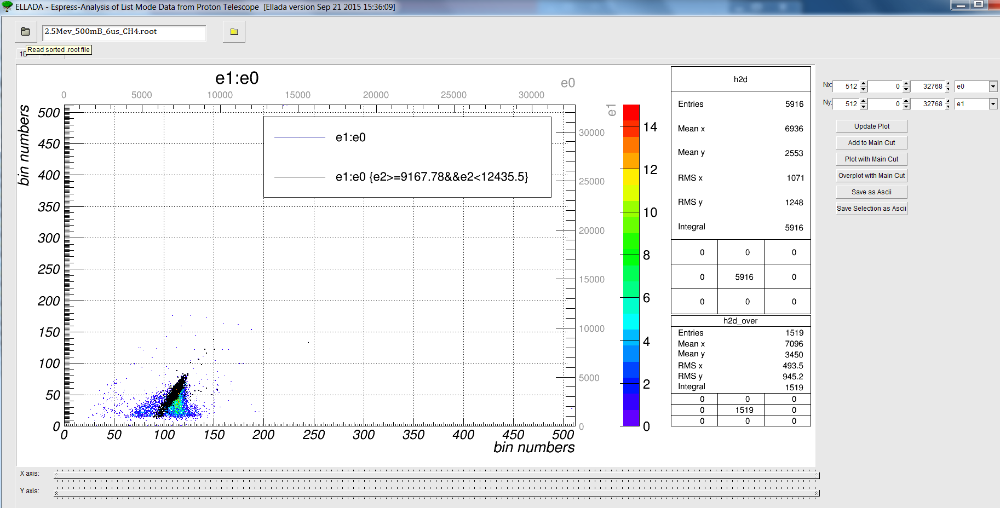 ELLADA - Espress-Analysis of List Mode Data from Proton Telescope [Ellada version Sep 21 2015 15:36:09]
2.5Mev_500mB_6us_CH4.root
Read sorted .root file
1D
e1:e0
e0
0 5000 10000 15000 20000 25000 30000
bin numbers
500
450
400
350
300
250
200
150
100
50
0
0 50 100 150 200 250 300 350 400 450 500
bin numbers
e1:e0
e1:e0 {e2>=9167.78&&e2<12435.5}
e1
30000
25000
20000
15000
10000
5000
0
14
12
10
8
6
4
2
0
h2d
Entries 5916
Mean x 6936
Mean y 2553
RMS x 1071
RMS y 1248
Integral 5916
0 0 0
0 5916 0
0 0 0
h2d_over
Entries 1519
Mean x 7096
Mean y 3450
RMS x 493.5
RMS y 945.2
Integral 1519
0 0 0
0 1519 0
0 0 0
Nx: 512 0 32768 e0
Ny: 512 0 32768 e1
Update Plot
Add to Main Cut
Plot with Main Cut
Overplot with Main Cut
Save as Ascii
Save Selection as Ascii
X axis:
Y axis: